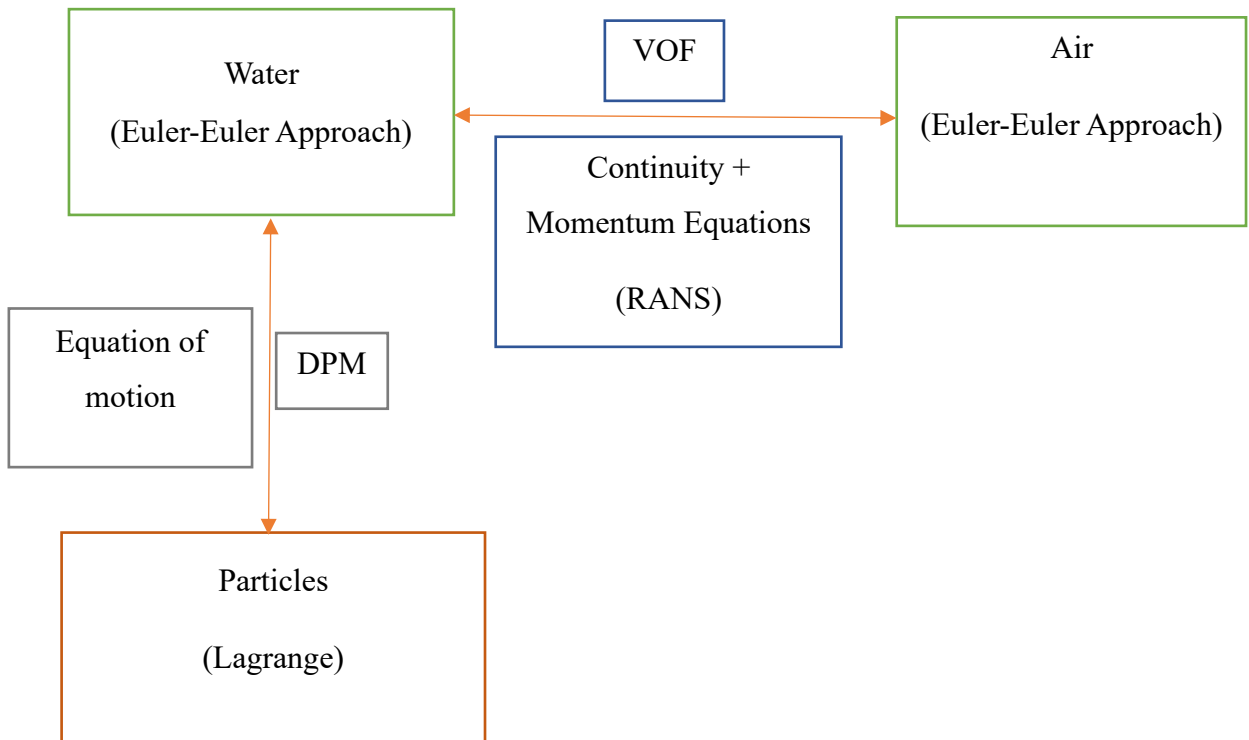 Water
(Euler-Euler Approach)
VOF
Air
(Euler-Euler Approach)
Continuity +
Momentum Equations
(RANS)
Equation of
motion
DPM
Particles
(Lagrange)